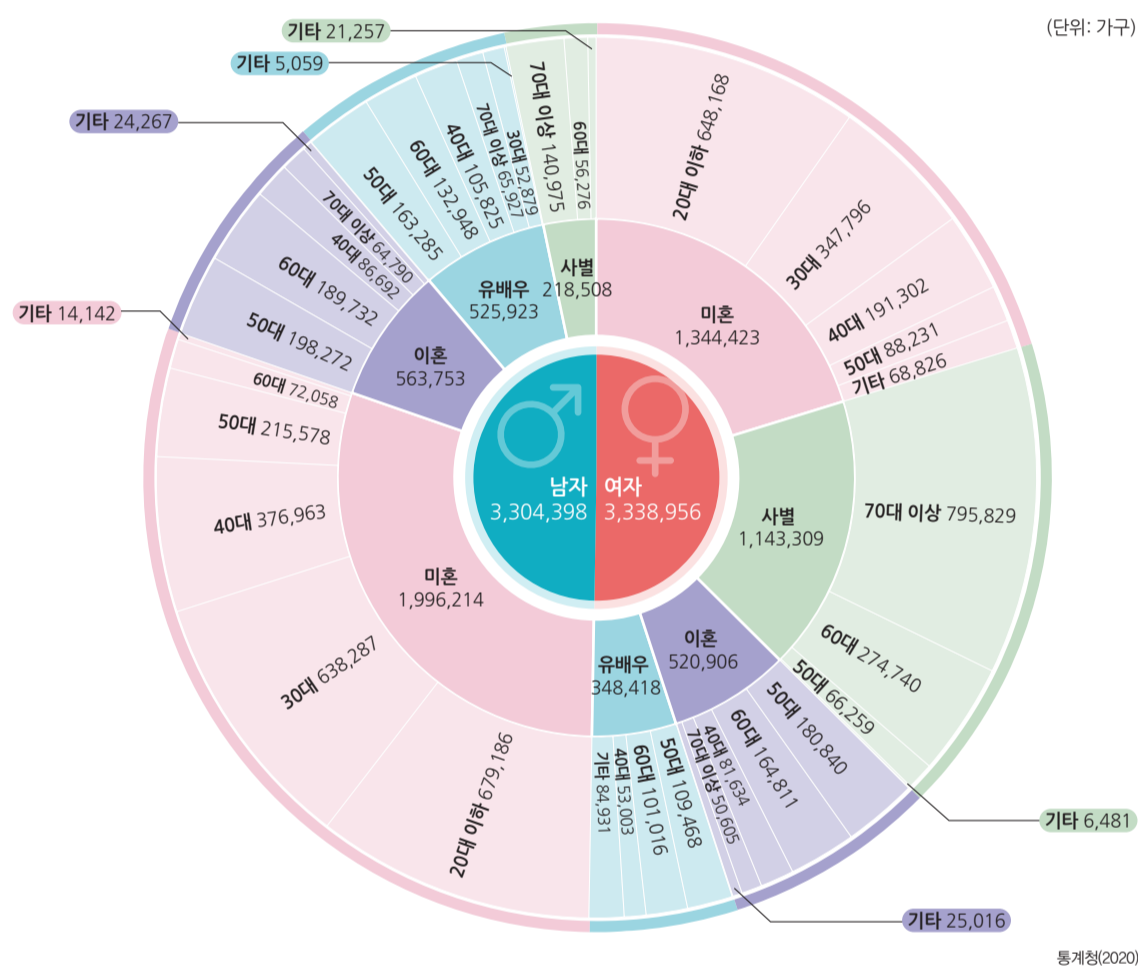 (단위: 가구)
기타 21,257
기타 5,059
기타 24,267
기타 14,142
남자
3,304,398
여자
3,338,956
미혼
1,344,423
20대 이하 648,168
30대 347,796
40대 191,302
50대 88,231
기타 68,826
사별
1,143,309
70대 이상 795,829
60대 274,740
50대 66,259
기타 6,481
이혼
520,906
50대 180,840
60대 164,811
40대 81,634
70대 이상 50,605
기타 25,016
유배우
348,418
50대 109,468
60대 101,016
40대 53,003
기타 84,931
미혼
1,996,214
20대 이하 679,186
30대 638,287
40대 376,963
50대 215,578
60대 72,058
이혼
563,753
50대 198,272
60대 189,732
40대 86,692
70대 이상 64,790
유배우
525,923
50대 163,285
60대 132,948
40대 105,825
70대 이상 65,927
30대 52,879
사별
218,508
70대 이상 140,975
60대 56,276
통계청(2020)